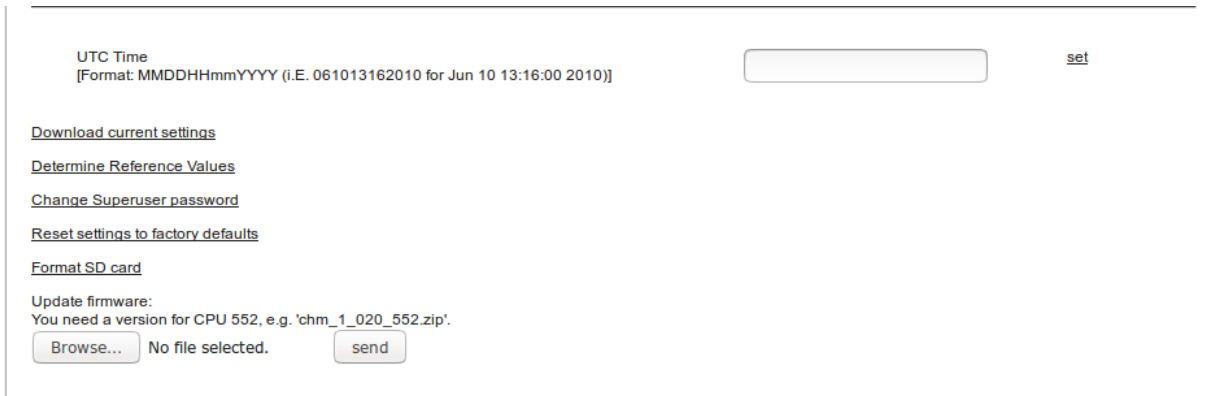 UTC Time
[Format: MMDDHHmmYYYY (i.E. 061013162010 for Jun 10 13:16:00 2010)]
set
Download current settings
Determine Reference Values
Change Superuser password
Reset settings to factory defaults
Format SD card
Update firmware:
You need a version for CPU 552, e.g. 'chm_1_020_552.zip'.
Browse... No file selected. send